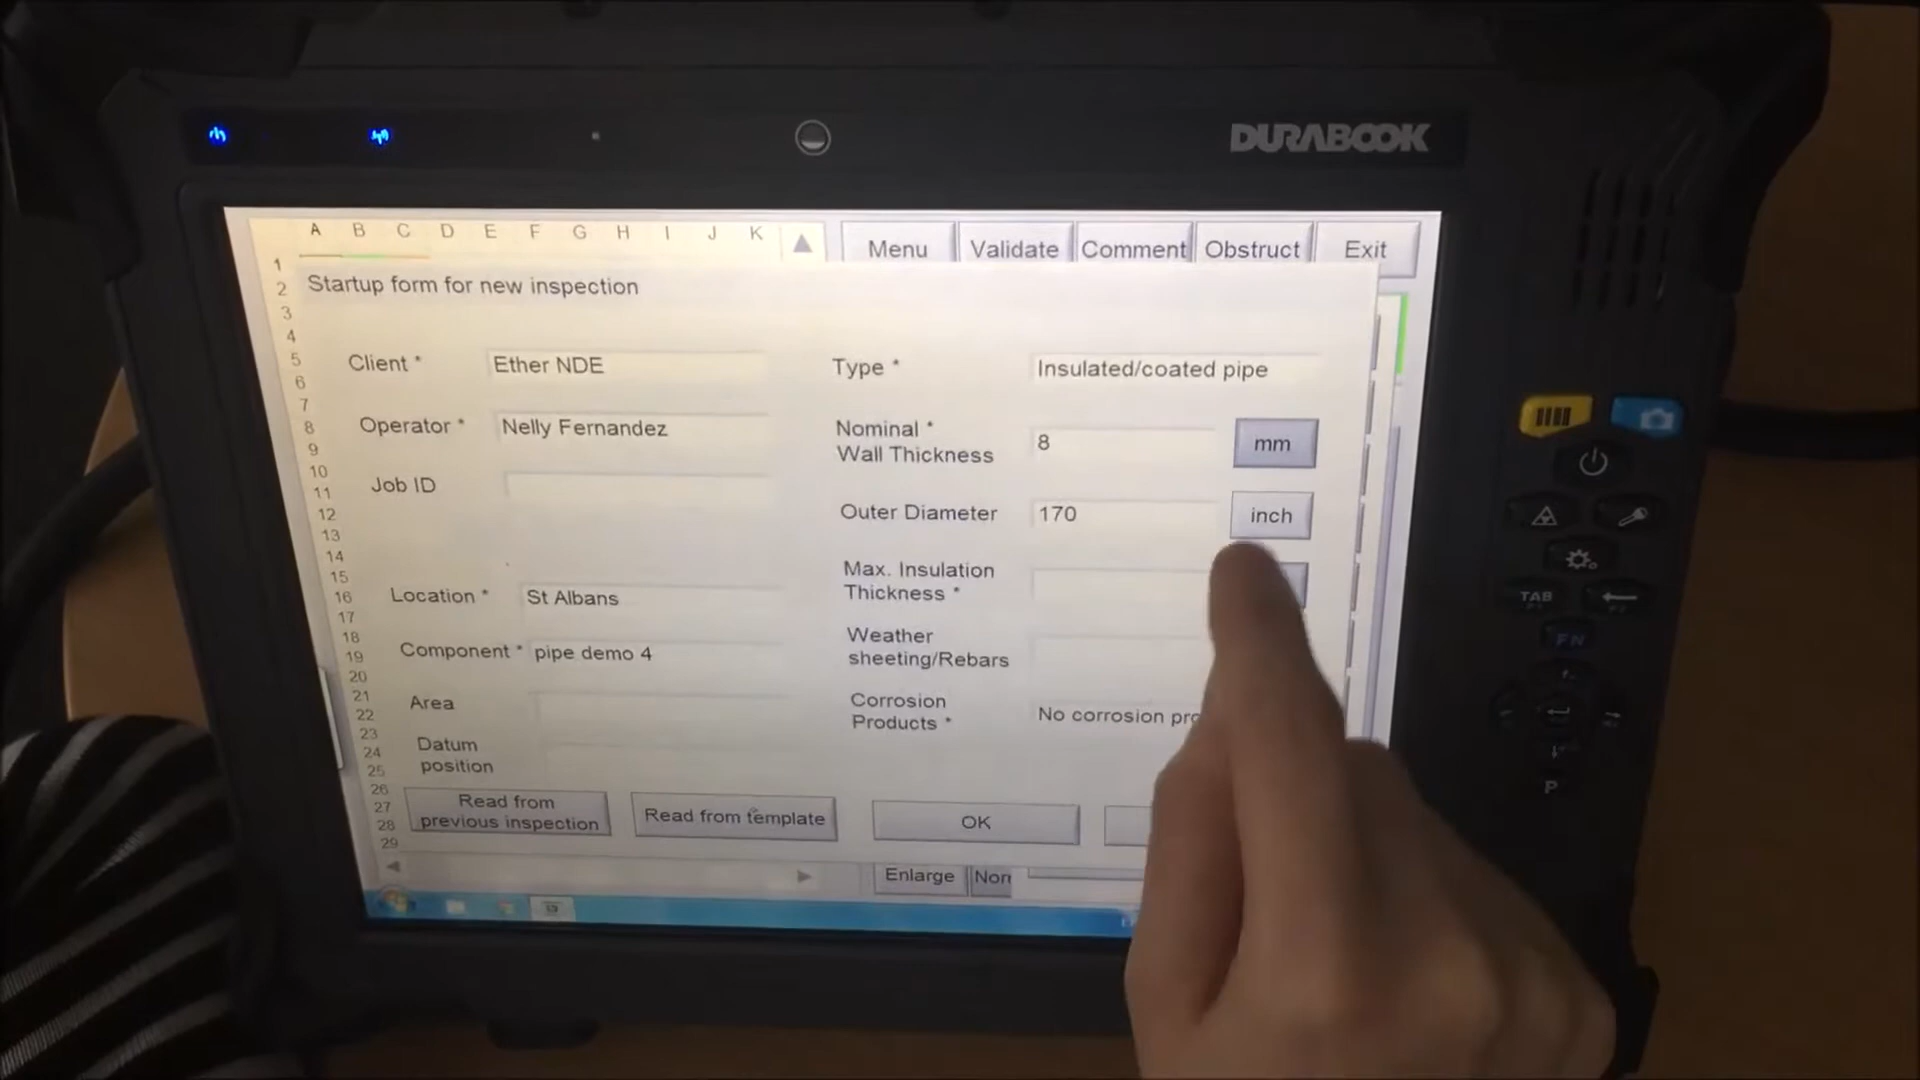 DURABOOK
A B C D E F G H I J K
Menu
Validate
Comment
Obstruct
Exit
Startup form for new inspection
Client * Ether NDE
Operator * Nelly Fernandez
Job ID
Location * St Albans
Component * pipe demo 4
Area
Datum
position
Type * Insulated/coated pipe
Nominal *
Wall Thickness
8
mm
Outer Diameter 170
inch
Max. Insulation
Thickness *
Weather
sheeting/Rebars
Corrosion
Products *
No corrosion pro
Read from
previous inspection
Read from template
OK
Enlarge
Nor
1
2
3
4
5
6
7
8
9
10
11
12
13
14
15
16
17
18
19
20
21
22
23
24
25
26
27
28
29
TAB
FN
P